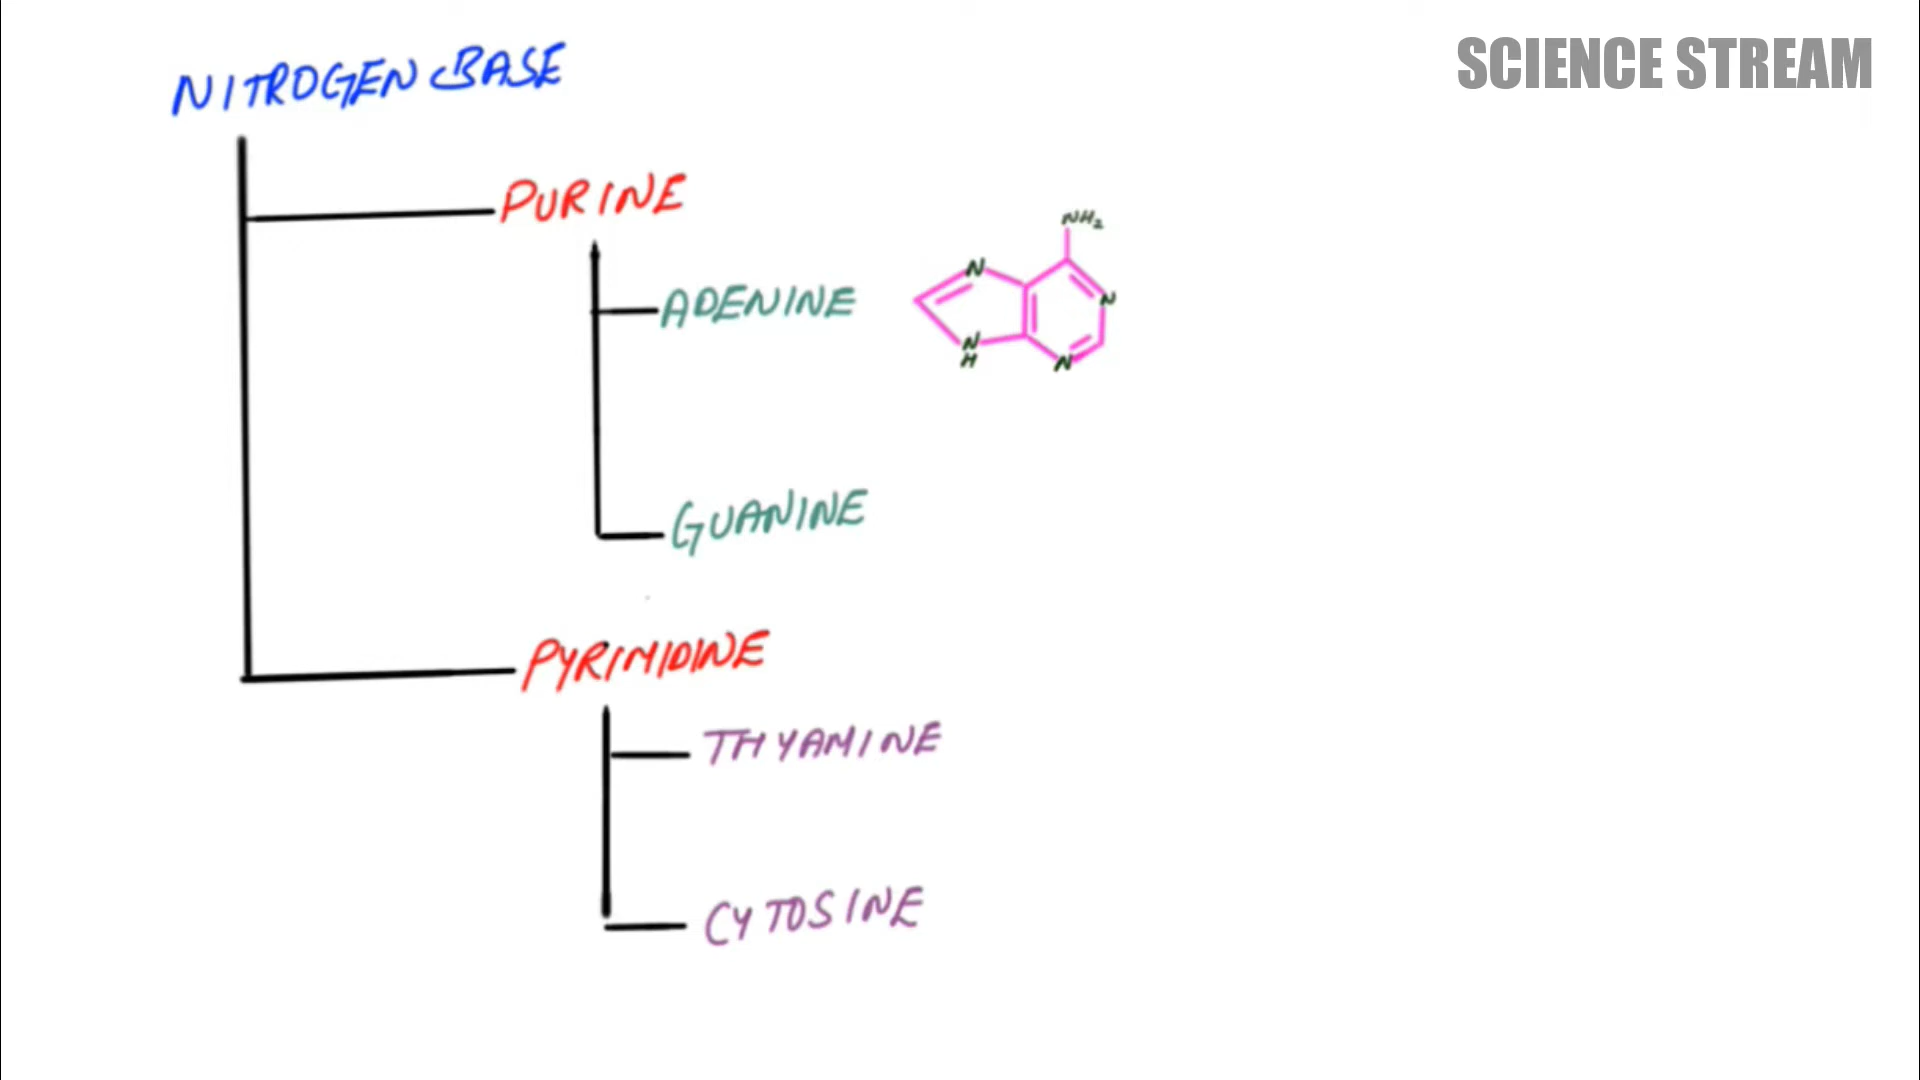 NITROGEN BASE
SCIENCE STREAM
PURINE
NH2
ADENINE
N
N
N
H
N
GUANINE
PYRIMIDINE
THYAMINE
CYTOSINE